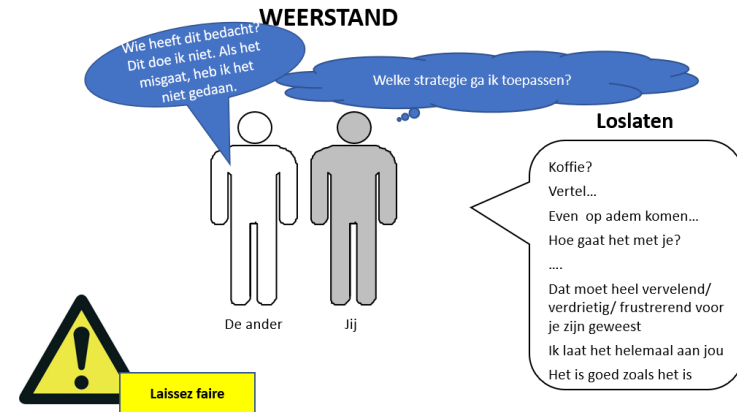 WEERSTAND
Wie heeft dit bedacht?
Dit doe ik niet. Als het
misgaat, heb ik het
niet gedaan.
Welke strategie ga ik toepassen?
Loslaten
Koffie?
Vertel...
Even op adem komen...
Hoe gaat het met je?
....
Dat moet heel vervelend/
verdrietig/ frustrerend voor
je zijn geweest
Ik laat het helemaal aan jou
Het is goed zoals het is
De ander
Jij
Laissez faire